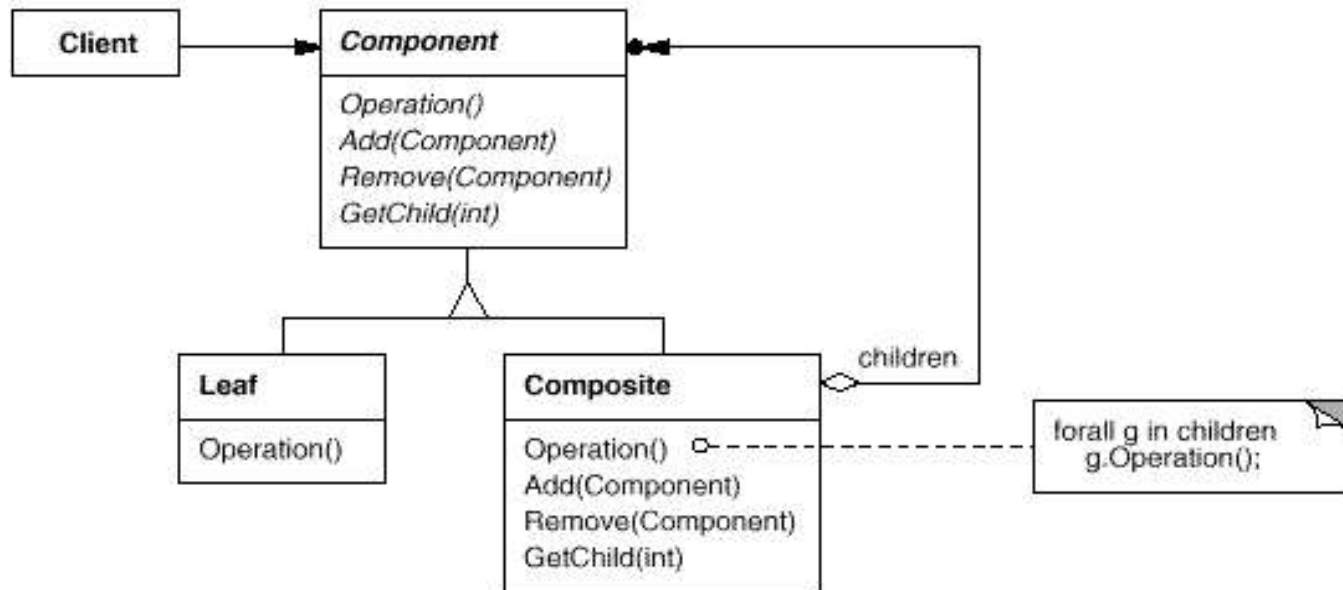 Client
Component
Operation()
Add(Component)
Remove(Component)
GetChild(int)
Leaf
Operation()
Composite
Operation()
Add(Component)
Remove(Component)
GetChild(int)
children
forall g in children
g.Operation();